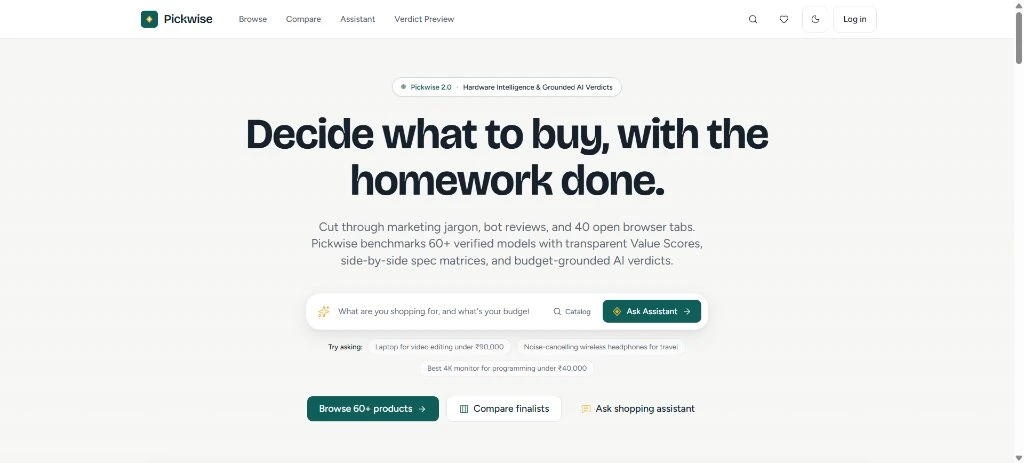 Pickwise Browse Compare Assistant Verdict Preview Log in
Pickwise 2.0 · Hardware Intelligence & Grounded AI Verdicts
Decide what to buy, with the
homework done.
Cut through marketing jargon, bot reviews, and 40 open browser tabs.
Pickwise benchmarks 60+ verified models with transparent Value Scores,
side-by-side spec matrices, and budget-grounded AI verdicts.
What are you shopping for, and what's your budget Catalog Ask Assistant →
Try asking: Laptop for video editing under ₹90,000 Noise-cancelling wireless headphones for travel
Best 4K monitor for programming under ₹40,000
Browse 60+ products → Compare finalists Ask shopping assistant